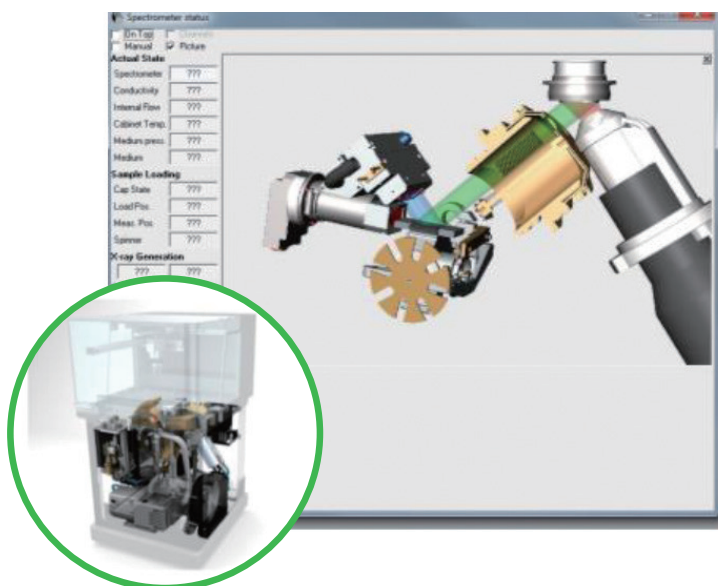 Spectrometer status
On Top Channels
Manual Picture
Actual State
Spectrometer ???
Conductivity ???
Internal Flow ???
Cabinet Temp. ???
Medium press. ???
Medium ???
Sample Loading
Cap State ???
Load Pos. ???
Meas. Pos. ???
Spinner ???
X-ray Generation
??? ???